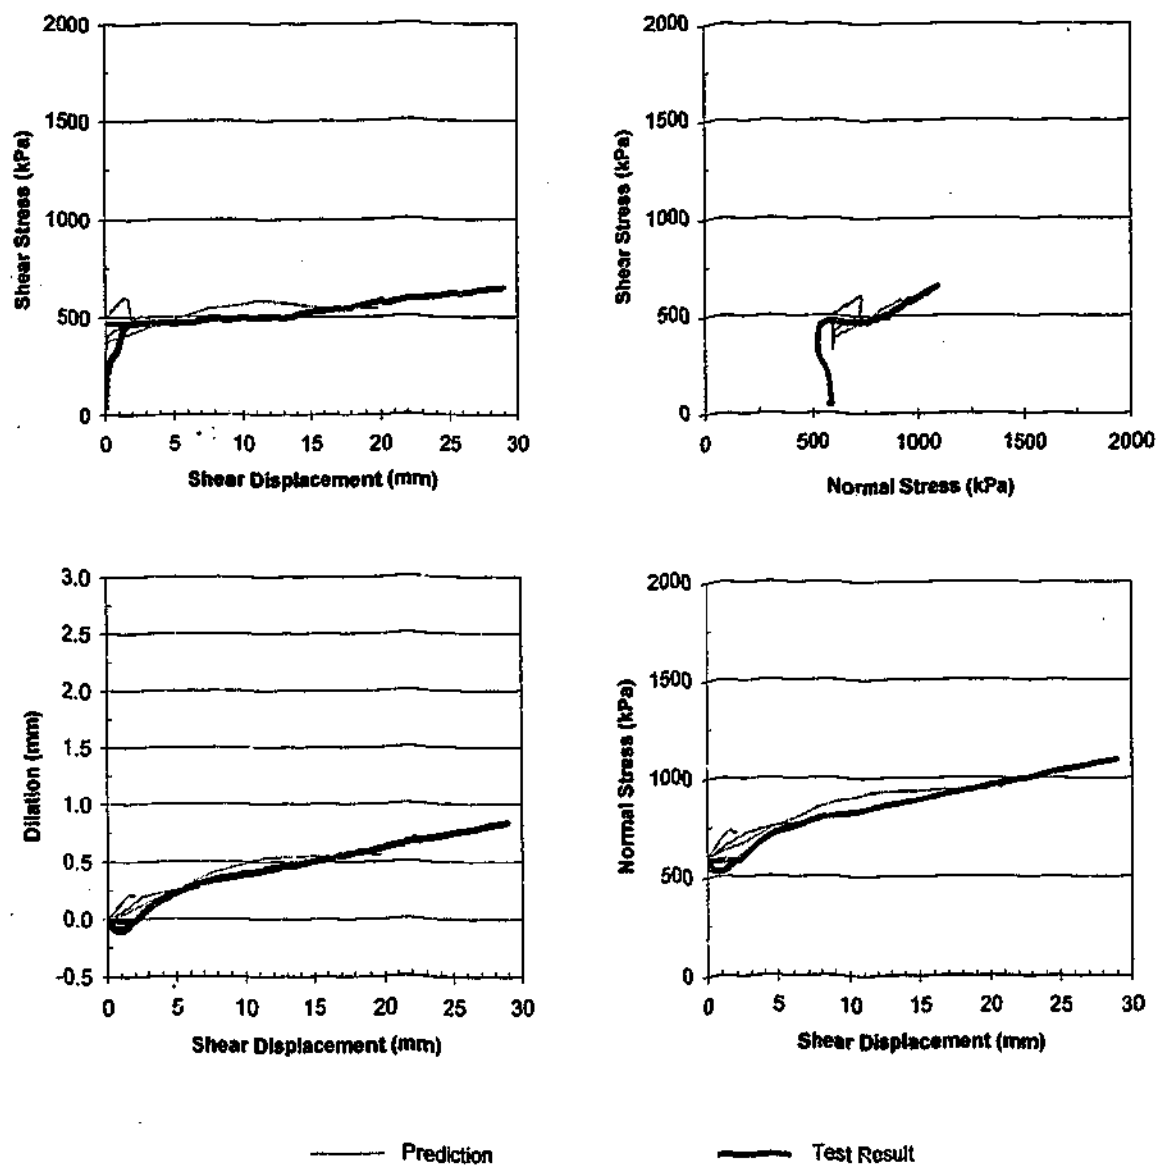 2000
1500
1000
500
0
Shear Stress (kPa)
0 5 10 15 20 25 30
Shear Displacement (mm)
2000
1500
1000
500
0
Shear Stress (kPa)
0 500 1000 1500 2000
Normal Stress (kPa)
3.0
2.5
2.0
1.5
1.0
0.5
0.0
-0.5
Dilation (mm)
0 5 10 15 20 25 30
Shear Displacement (mm)
2000
1500
1000
500
0
Normal Stress (kPa)
0 5 10 15 20 25 30
Shear Displacement (mm)
Prediction Test Result